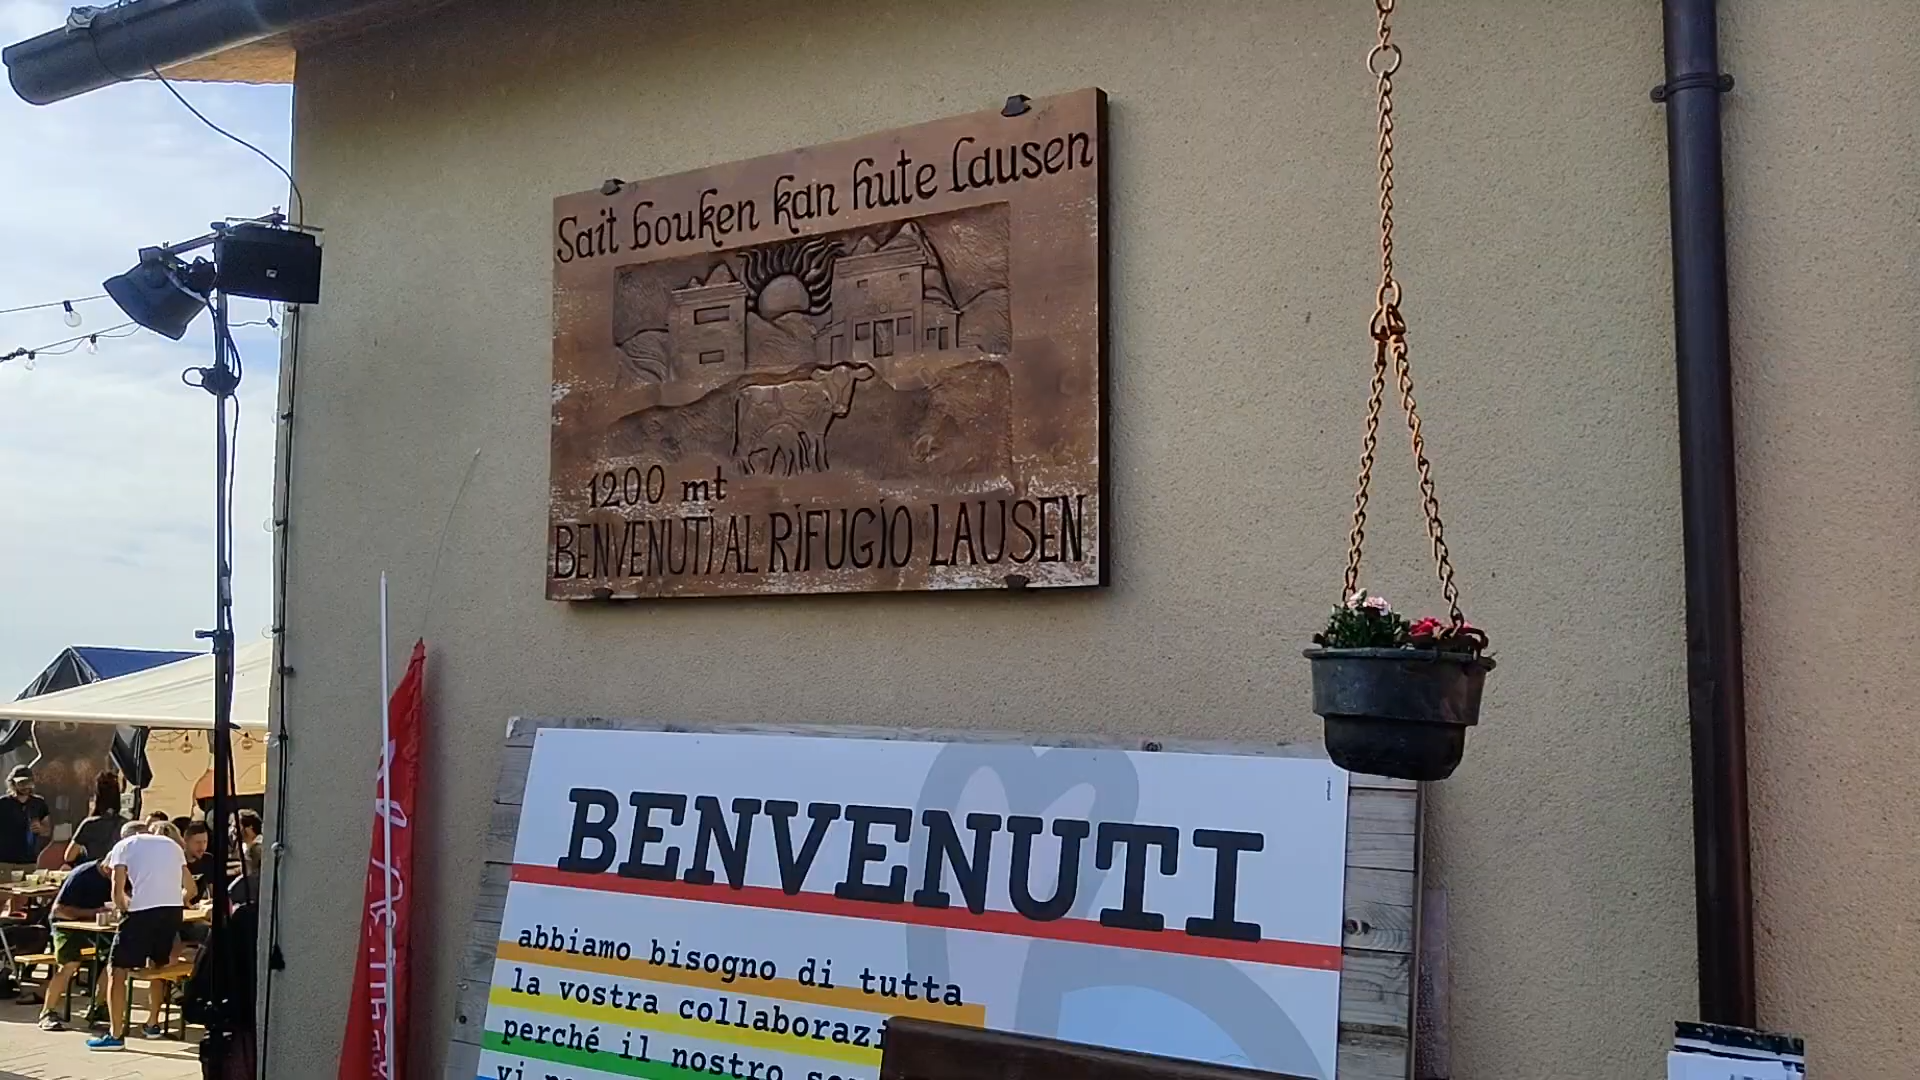 Sait bouken kan hute Lausen
1200 mt
BENVENUTI AL RIFUGIO LAUSEN
BENVENUTI
abbiamo bisogno di tutta
la vostra collaborazi
perché il nostro
vi